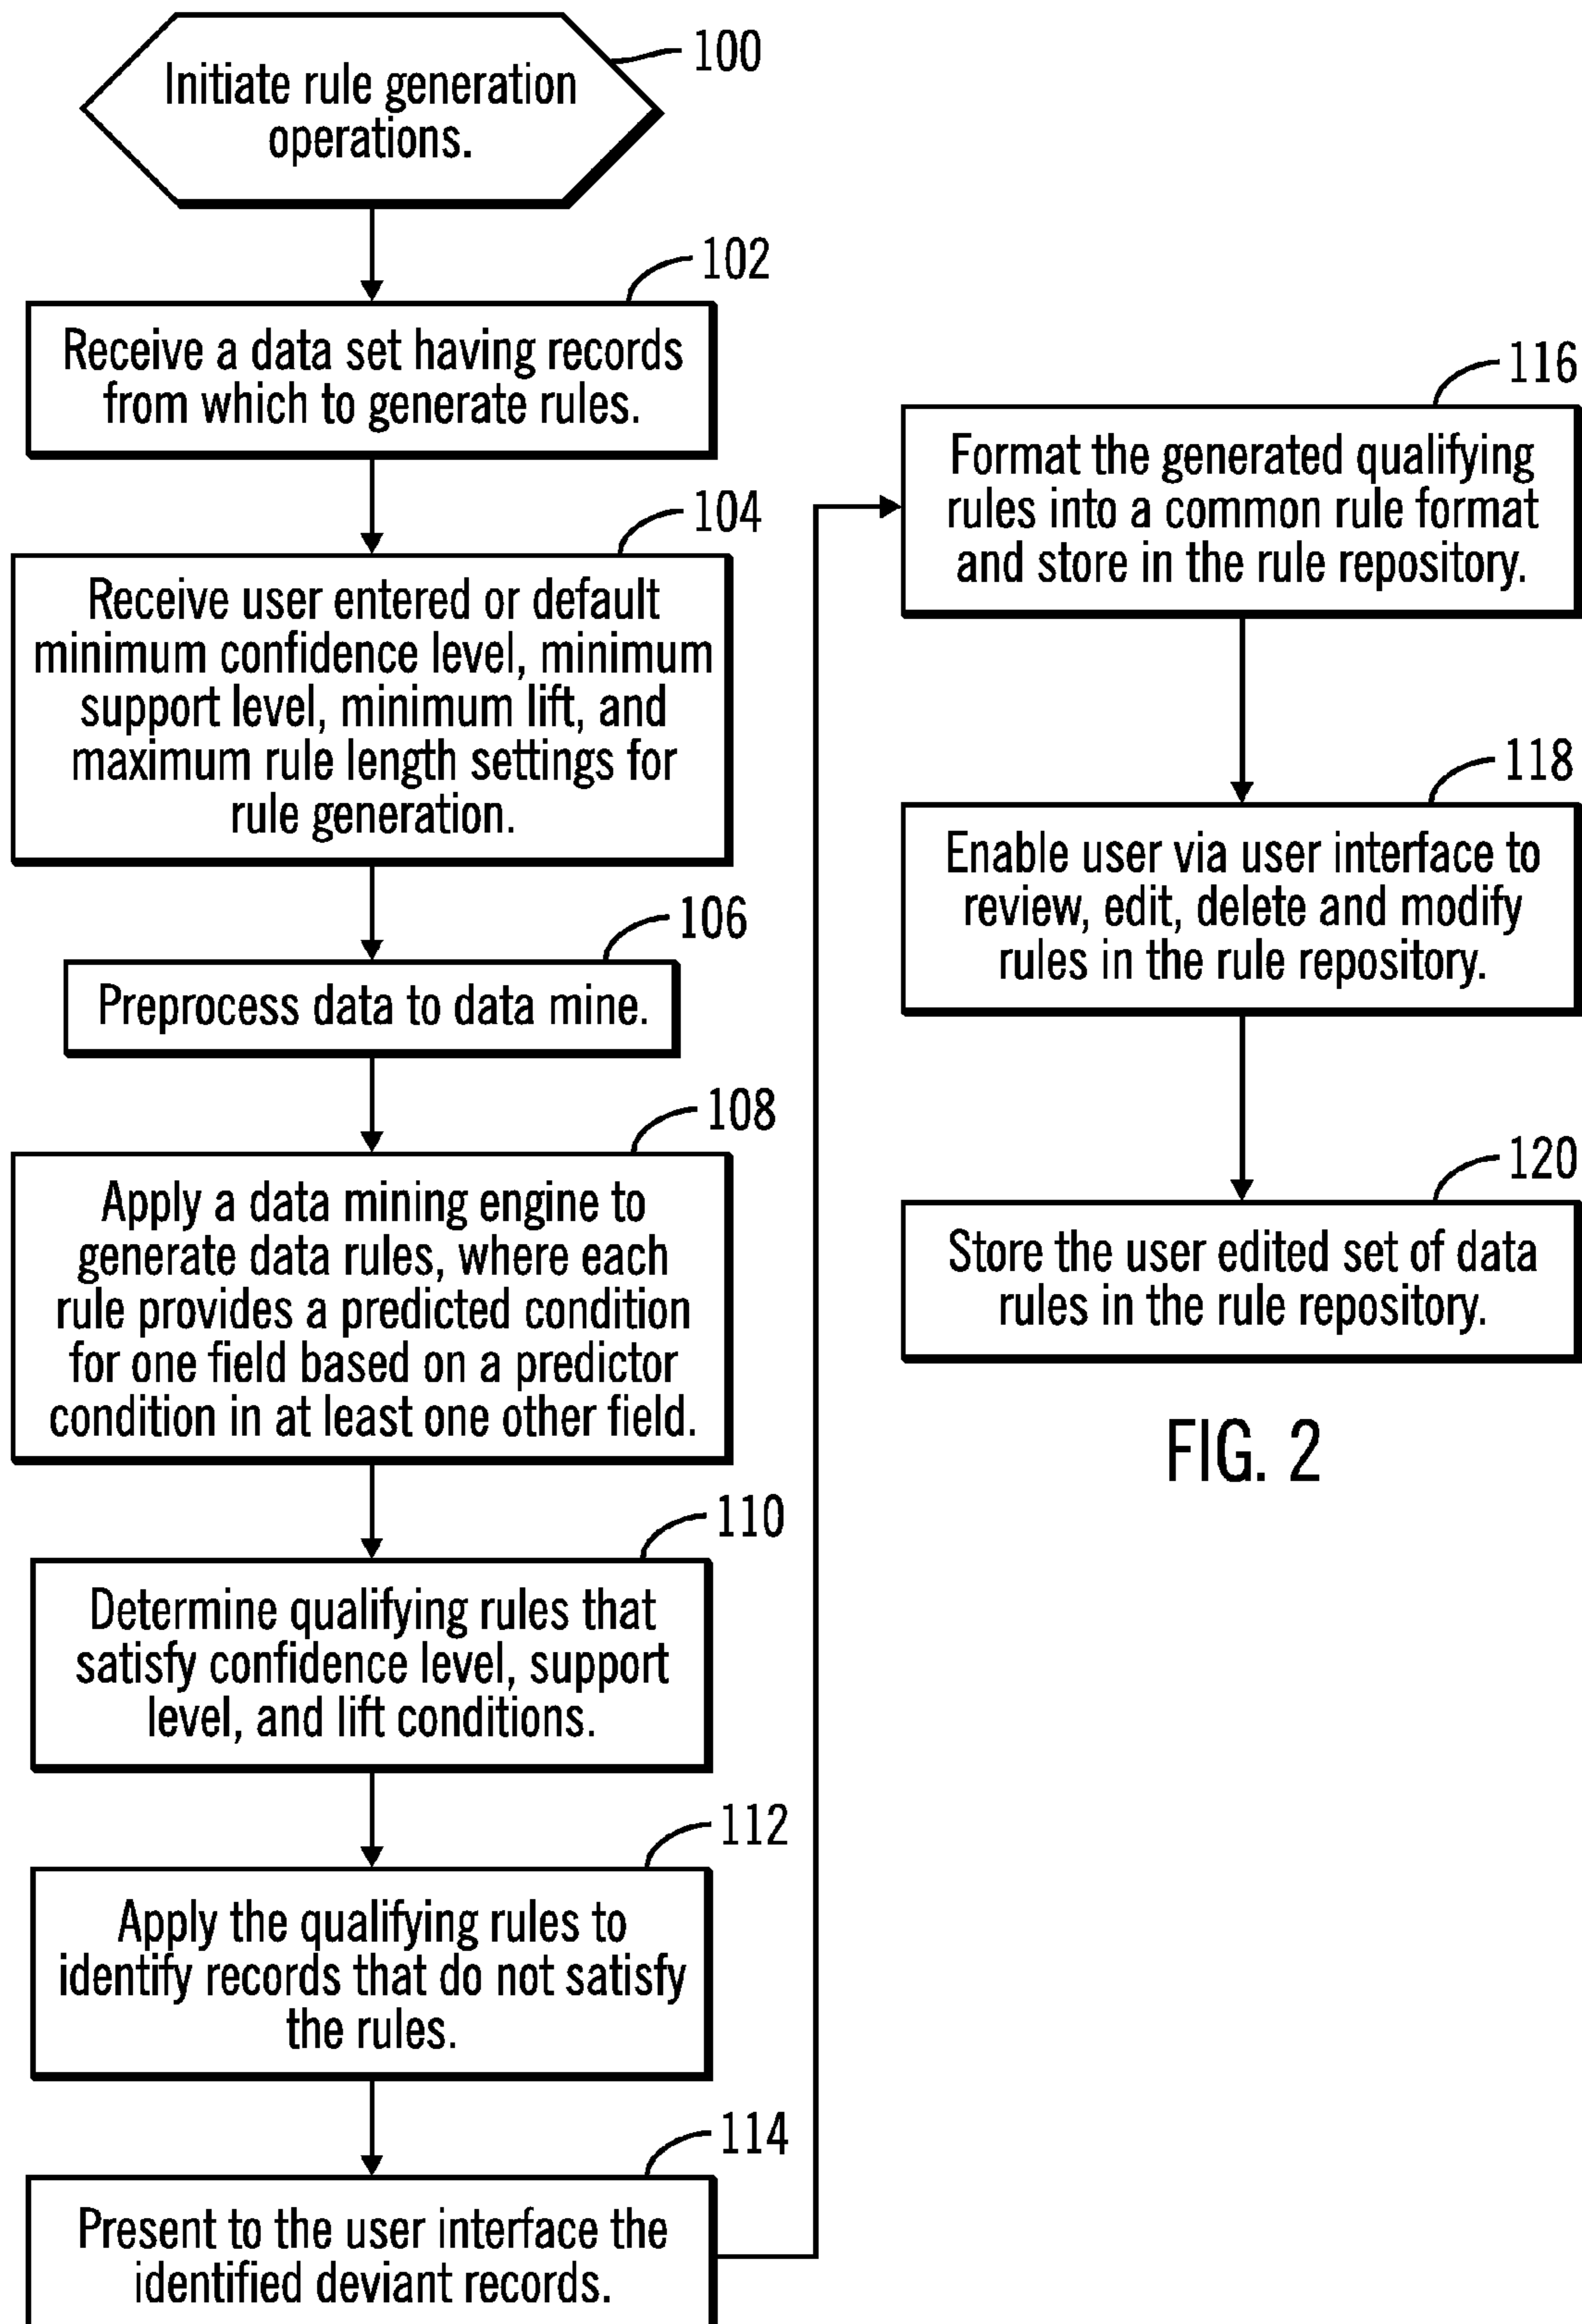 100
Initiate rule generation
operations.
102
Receive a data set having records
from which to generate rules.
104
Receive user entered or default
minimum confidence level, minimum
support level, minimum lift, and
maximum rule length settings for
rule generation.
106
Preprocess data to data mine.
108
Apply a data mining engine to
generate data rules, where each
rule provides a predicted condition
for one field based on a predictor
condition in at least one other field.
110
Determine qualifying rules that
satisfy confidence level, support
level, and lift conditions.
112
Apply the qualifying rules to
identify records that do not satisfy
the rules.
114
Present to the user interface the
identified deviant records.
116
Format the generated qualifying
rules into a common rule format
and store in the rule repository.
118
Enable user via user interface to
review, edit, delete and modify
rules in the rule repository.
120
Store the user edited set of data
rules in the rule repository.
FIG. 2